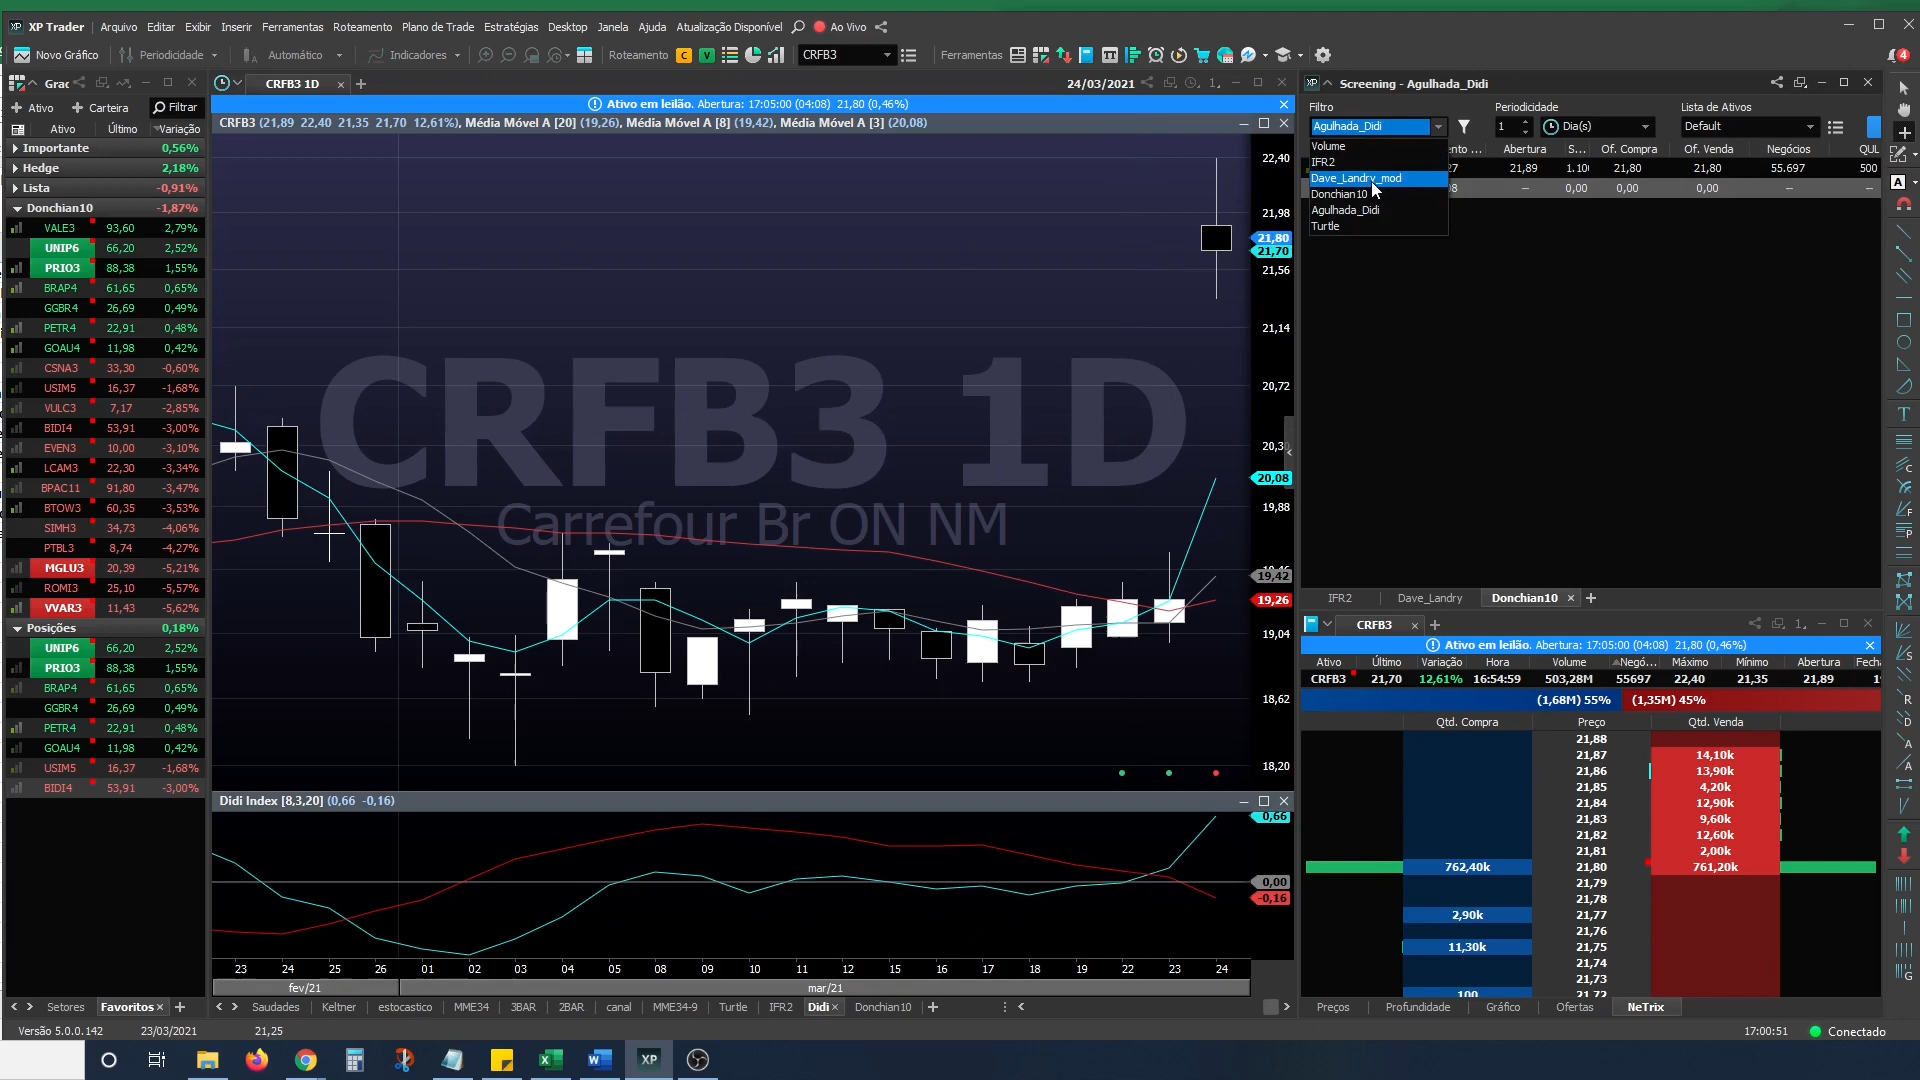 XP Trader Arquivo Editar Exibir Inserir Ferramentas Roteamento Plano de Trade Estratégias Desktop Janela Ajuda Atualização Disponível Ao Vivo
Novo Gráfico Periodicidade Automático Indicadores Roteamento C V CRFB3 Ferramentas 4
Grac
+ Ativo + Carteira Filtrar
Ativo Último Variação
Importante 0,56%
Hedge 2,18%
Lista -0,91%
Donchian10 -1,87%
VALE3 93,60 2,79%
UNIP6 66,20 2,52%
PRIO3 88,38 1,55%
BRAP4 61,65 0,65%
GGBR4 26,69 0,49%
PETR4 22,91 0,48%
GOAU4 11,98 0,42%
CSNA3 33,30 -0,60%
USIM5 16,37 -1,68%
VULC3 7,17 -2,85%
BIDI4 53,91 -3,00%
EVEN3 10,00 -3,10%
LCAM3 22,30 -3,34%
BPAC11 91,80 -3,47%
BTOW3 60,35 -3,53%
SIMH3 34,73 -4,06%
PTBL3 8,74 -4,27%
MGLU3 20,39 -5,21%
ROMI3 25,10 -5,57%
VVAR3 11,43 -5,62%
Posições 0,18%
UNIP6 66,20 2,52%
PRIO3 88,38 1,55%
BRAP4 61,65 0,65%
GGBR4 26,69 0,49%
PETR4 22,91 0,48%
GOAU4 11,98 0,42%
USIM5 16,37 -1,68%
BIDI4 53,91 -3,00%
Setores Favoritos × +
CRFB3 1D × + 24/03/2021
Ativo em leilão. Abertura: 17:05:00 (04:08) 21,80 (0,46%)
CRFB3 (21,89 22,40 21,35 21,70 12,61%), Média Móvel A [20] (19,26), Média Móvel A [8] (19,42), Média Móvel A [3] (20,08)
CRFB3 1D
Carrefour Br ON NM
22,40
21,98
21,80
21,70
21,56
21,14
20,72
20,08
19,88
19,42
19,26
19,04
18,62
18,20
Didi Index [8,3,20] (0,66 -0,16)
0,66
0,00
-0,16
23 24 25 26 01 02 03 04 05 08 09 10 11 12 15 16 17 18 19 22 23 24
fev/21 mar/21
Saudades Keltner estocastico MME34 3BAR 2BAR canal MME34-9 Turtle IFR2 Didi × Donchian10 +
Screening - Agulhada_Didi
Filtro Periodicidade Lista de Ativos
Agulhada_Didi 1 Dia(s) Default
Volume
IFR2
Dave_Landry_mod
Donchian10
Agulhada_Didi
Turtle
Abertura S... Of. Compra Of. Venda Negócios QUL
21,89 1.10 21,80 21,80 55.697 500
– 0,00 0,00 0,00 –
IFR2 Dave_Landry Donchian10 × +
CRFB3 × +
Ativo em leilão. Abertura: 17:05:00 (04:08) 21,80 (0,46%)
Ativo Último Variação Hora Volume Negó... Máximo Mínimo Abertura Fech
CRFB3 21,70 12,61% 16:54:59 503,28M 55697 22,40 21,35 21,89
(1,68M) 55% (1,35M) 45%
Qtd. Compra Preço Qtd. Venda
21,88
21,87 14,10k
21,86 13,90k
21,85 4,20k
21,84 12,90k
21,83 9,60k
21,82 12,60k
21,81 2,00k
762,40k 21,80 761,20k
21,79
21,78
2,90k 21,77
21,76
11,30k 21,75
21,74
21,73
100 21,72
Preços Profundidade Gráfico Ofertas NeTrix
Versão 5.0.0.142 23/03/2021 21,25 17:00:51 Conectado
XP